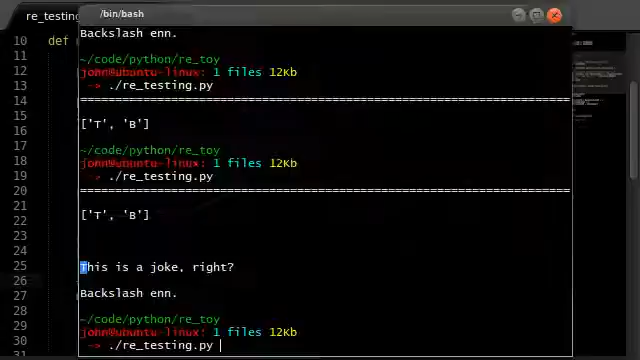 re_testing
/bin/bash
10 def
11
12
13
14
15
16
17
18
19
20
21
22
23
24
25
26
27
28
29
30
31
Backslash enn.
~/code/python/re_toy
john@ubuntu-linux: 1 files 12Kb
-> ./re_testing.py
================================================================================
['T', 'B']
~/code/python/re_toy
john@ubuntu-linux: 1 files 12Kb
-> ./re_testing.py
================================================================================
['T', 'B']
This is a joke, right?
Backslash enn.
~/code/python/re_toy
john@ubuntu-linux: 1 files 12Kb
-> ./re_testing.py